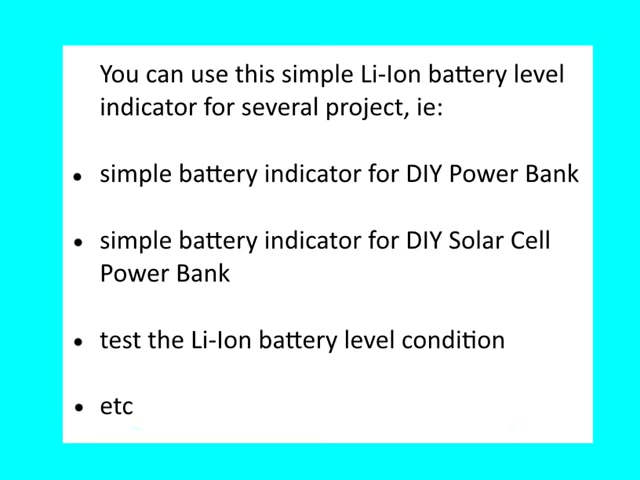 You can use this simple Li-Ion battery level
indicator for several project, ie:
• simple battery indicator for DIY Power Bank
• simple battery indicator for DIY Solar Cell
Power Bank
• test the Li-Ion battery level condition
• etc